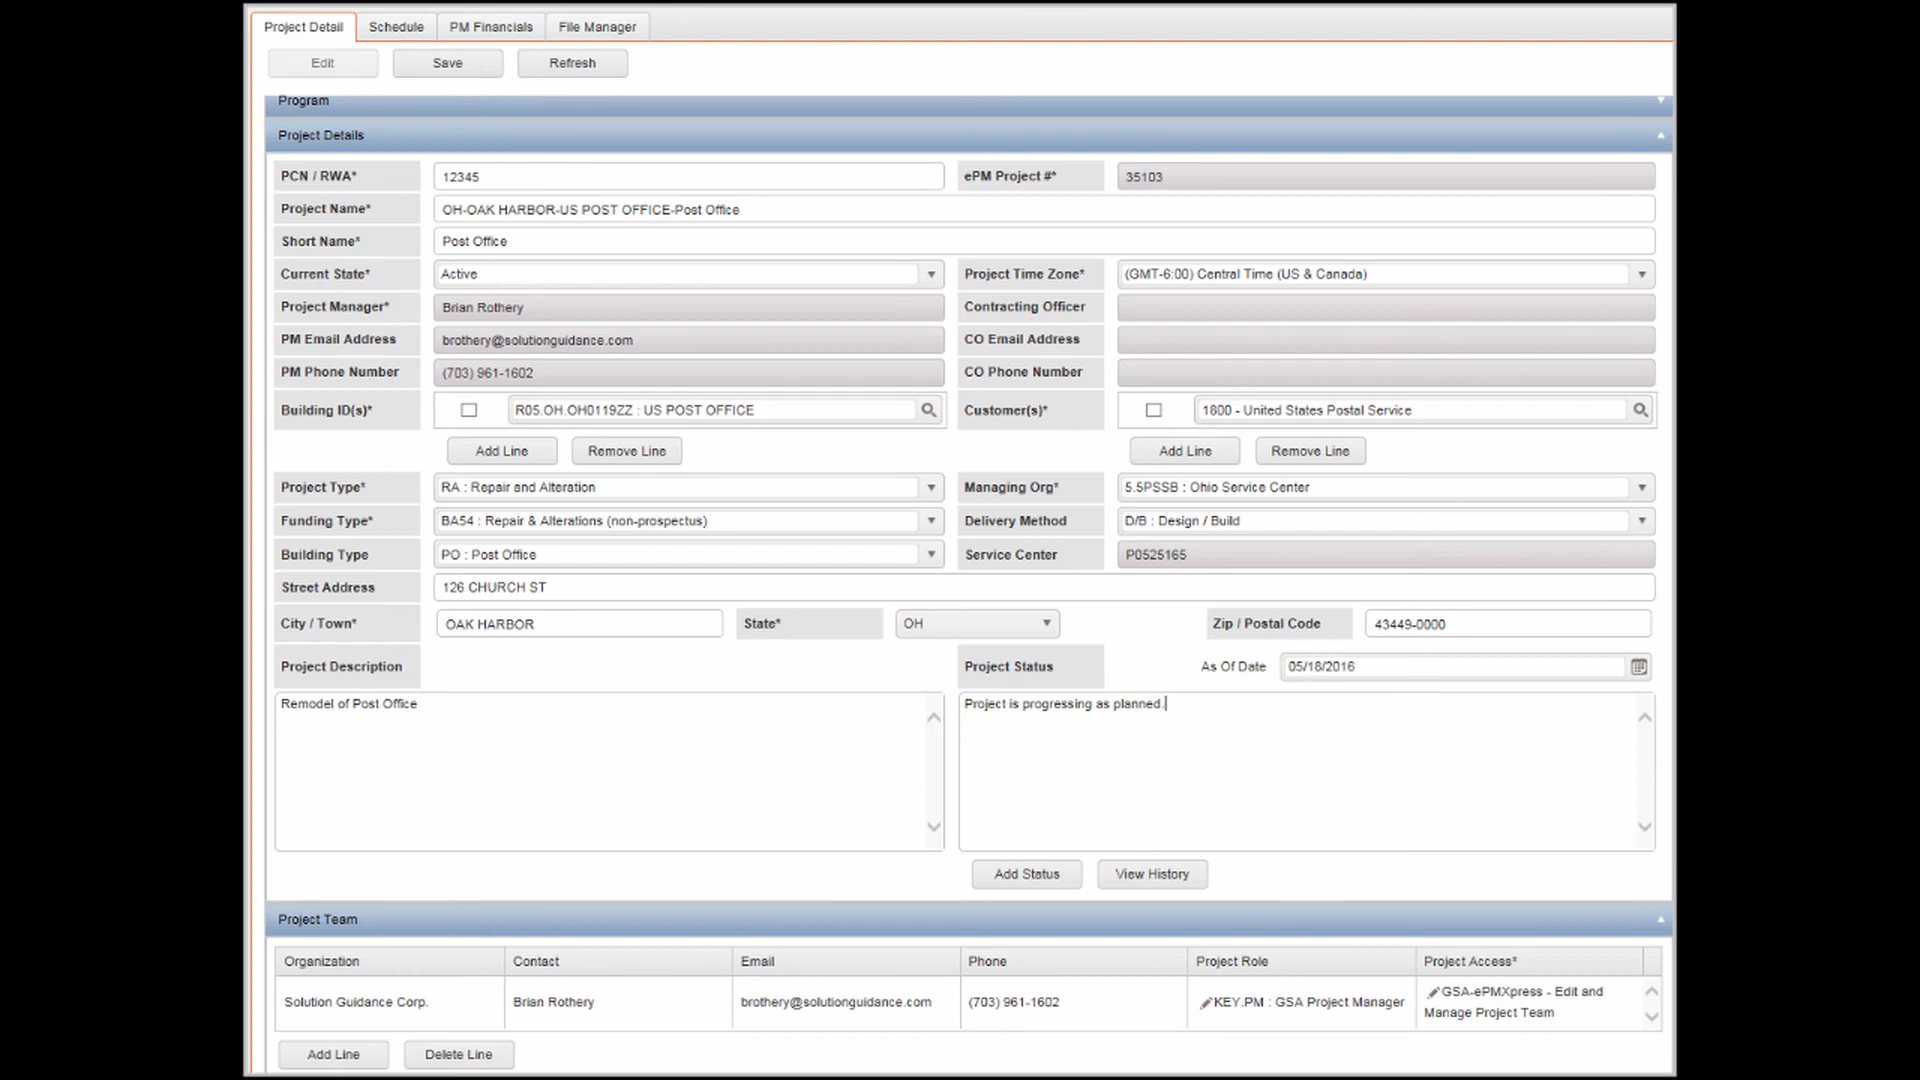 Project Detail Schedule PM Financials File Manager
Edit Save Refresh
Program
Project Details
PCN / RWA* 12345 ePM Project #* 35103
Project Name* OH-OAK HARBOR-US POST OFFICE-Post Office
Short Name* Post Office
Current State* Active Project Time Zone* (GMT-6:00) Central Time (US & Canada)
Project Manager* Brian Rothery Contracting Officer
PM Email Address brothery@solutionguidance.com CO Email Address
PM Phone Number (703) 961-1602 CO Phone Number
Building ID(s)* R05.OH.OH0119ZZ : US POST OFFICE Customer(s)* 1800 - United States Postal Service
Add Line Remove Line Add Line Remove Line
Project Type* RA : Repair and Alteration Managing Org* 5.5PSSB : Ohio Service Center
Funding Type* BA54 : Repair & Alterations (non-prospectus) Delivery Method D/B : Design / Build
Building Type PO : Post Office Service Center P0525165
Street Address 126 CHURCH ST
City / Town* OAK HARBOR State* OH Zip / Postal Code 43449-0000
Project Description Project Status As Of Date 05/18/2016
Remodel of Post Office Project is progressing as planned.
Add Status View History
Project Team
Organization Contact Email Phone Project Role Project Access*
Solution Guidance Corp. Brian Rothery brothery@solutionguidance.com (703) 961-1602 KEY.PM : GSA Project Manager GSA-ePMXpress - Edit and
Manage Project Team
Add Line Delete Line